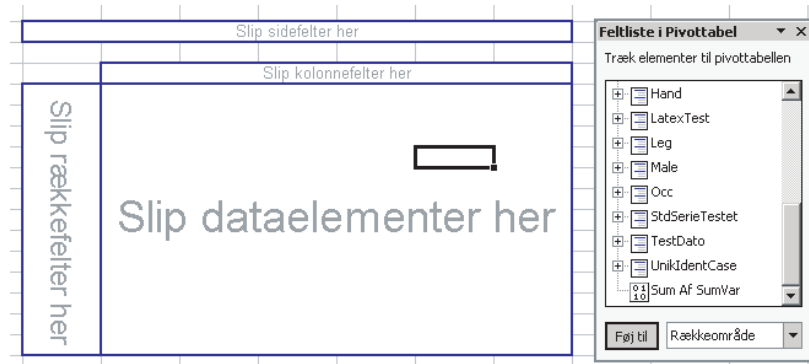 Slip sidefelter her
Slip kolonnefelter her
Slip rækkefelter her
Slip dataelementer her
Feltliste i Pivottabel
Træk elementer til pivottabellen
Hand
LatexTest
Leg
Male
Occ
StdSerieTestet
TestDato
UnikIdentCase
Sum Af SumVar
Føj til
Rækkeområde